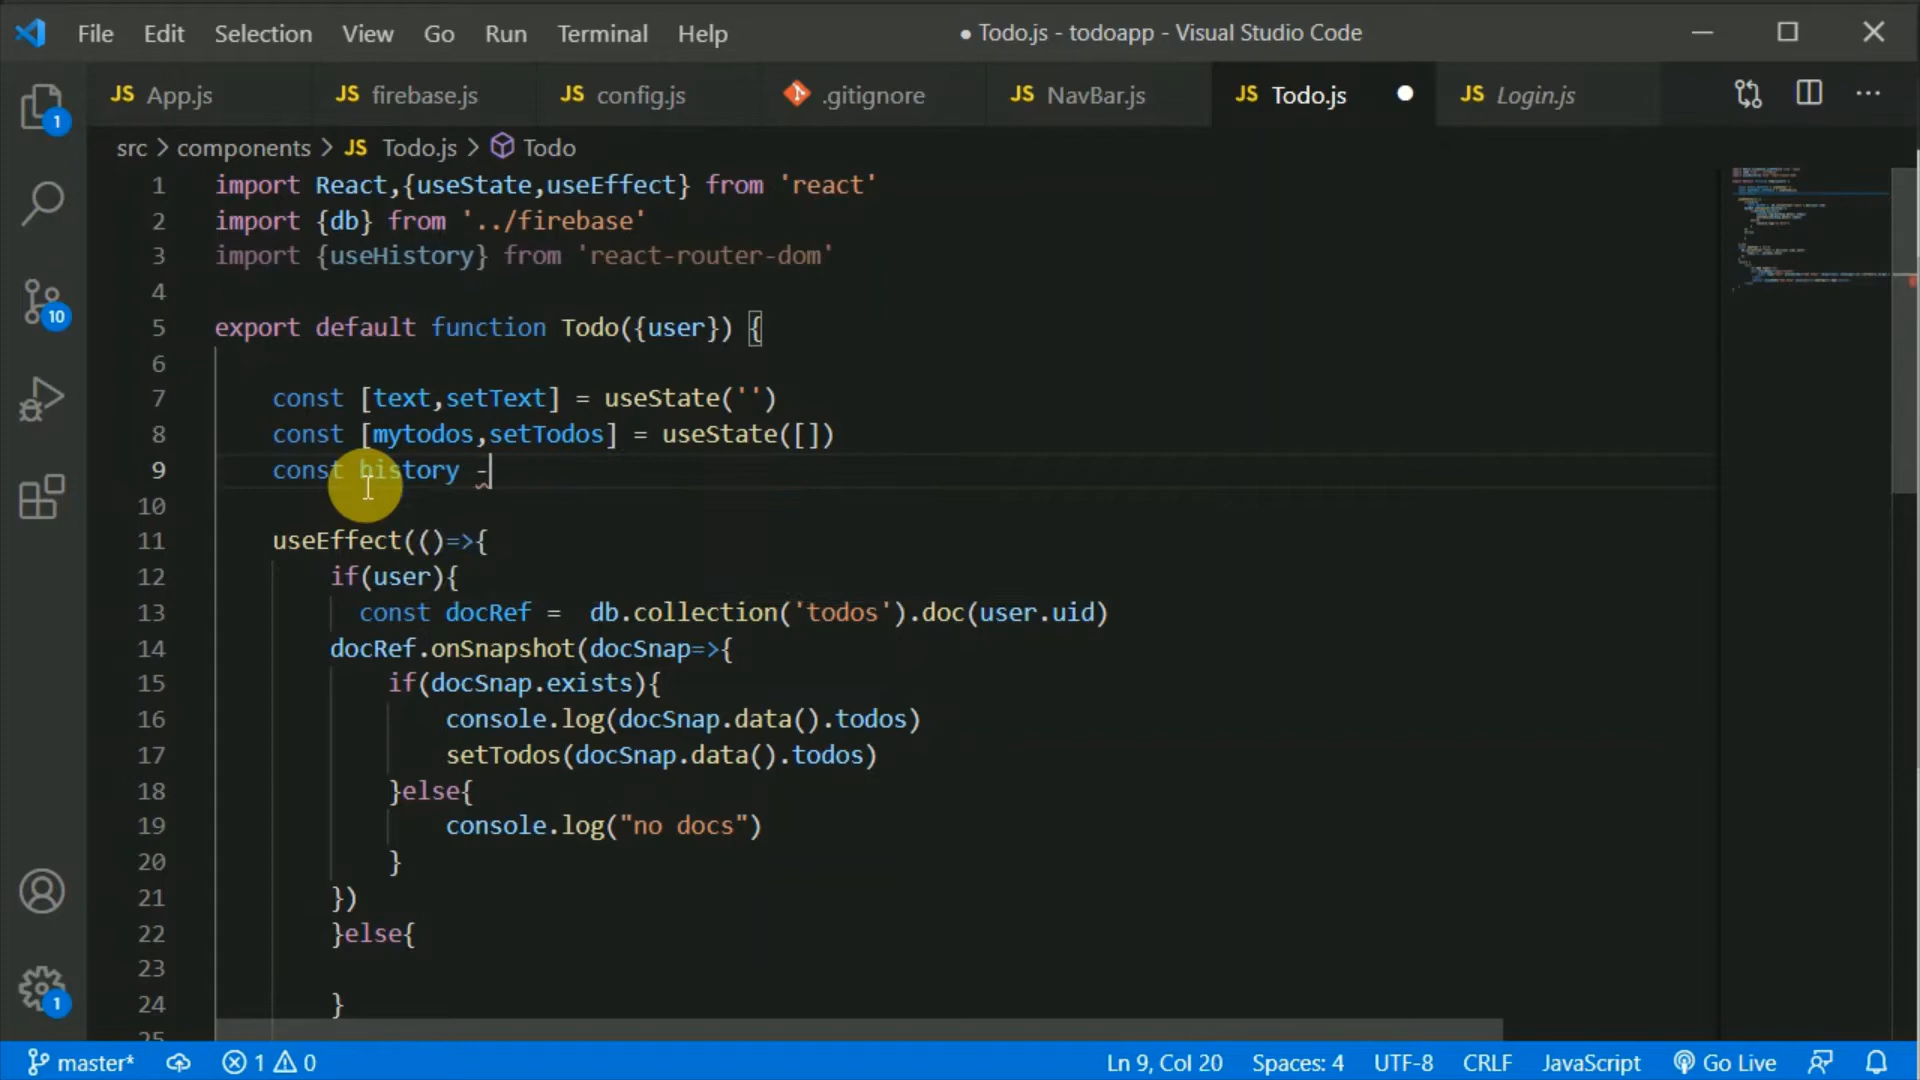 File Edit Selection View Go Run Terminal Help ● Todo.js - todoapp - Visual Studio Code
JS App.js JS firebase.js JS config.js .gitignore JS NavBar.js JS Todo.js JS Login.js
src > components > JS Todo.js > Todo
1 import React,{useState,useEffect} from 'react'
2 import {db} from '../firebase'
3 import {useHistory} from 'react-router-dom'
4
5 export default function Todo({user}) {
6
7 const [text,setText] = useState('')
8 const [mytodos,setTodos] = useState([])
9 const history -
10
11 useEffect(()=>{
12 if(user){
13 const docRef =  db.collection('todos').doc(user.uid)
14 docRef.onSnapshot(docSnap=>{
15 if(docSnap.exists){
16 console.log(docSnap.data().todos)
17 setTodos(docSnap.data().todos)
18 }else{
19 console.log("no docs")
20 }
21 })
22 }else{
23
24 }
25
1
10
1
master* 1 0 Ln 9, Col 20 Spaces: 4 UTF-8 CRLF JavaScript Go Live